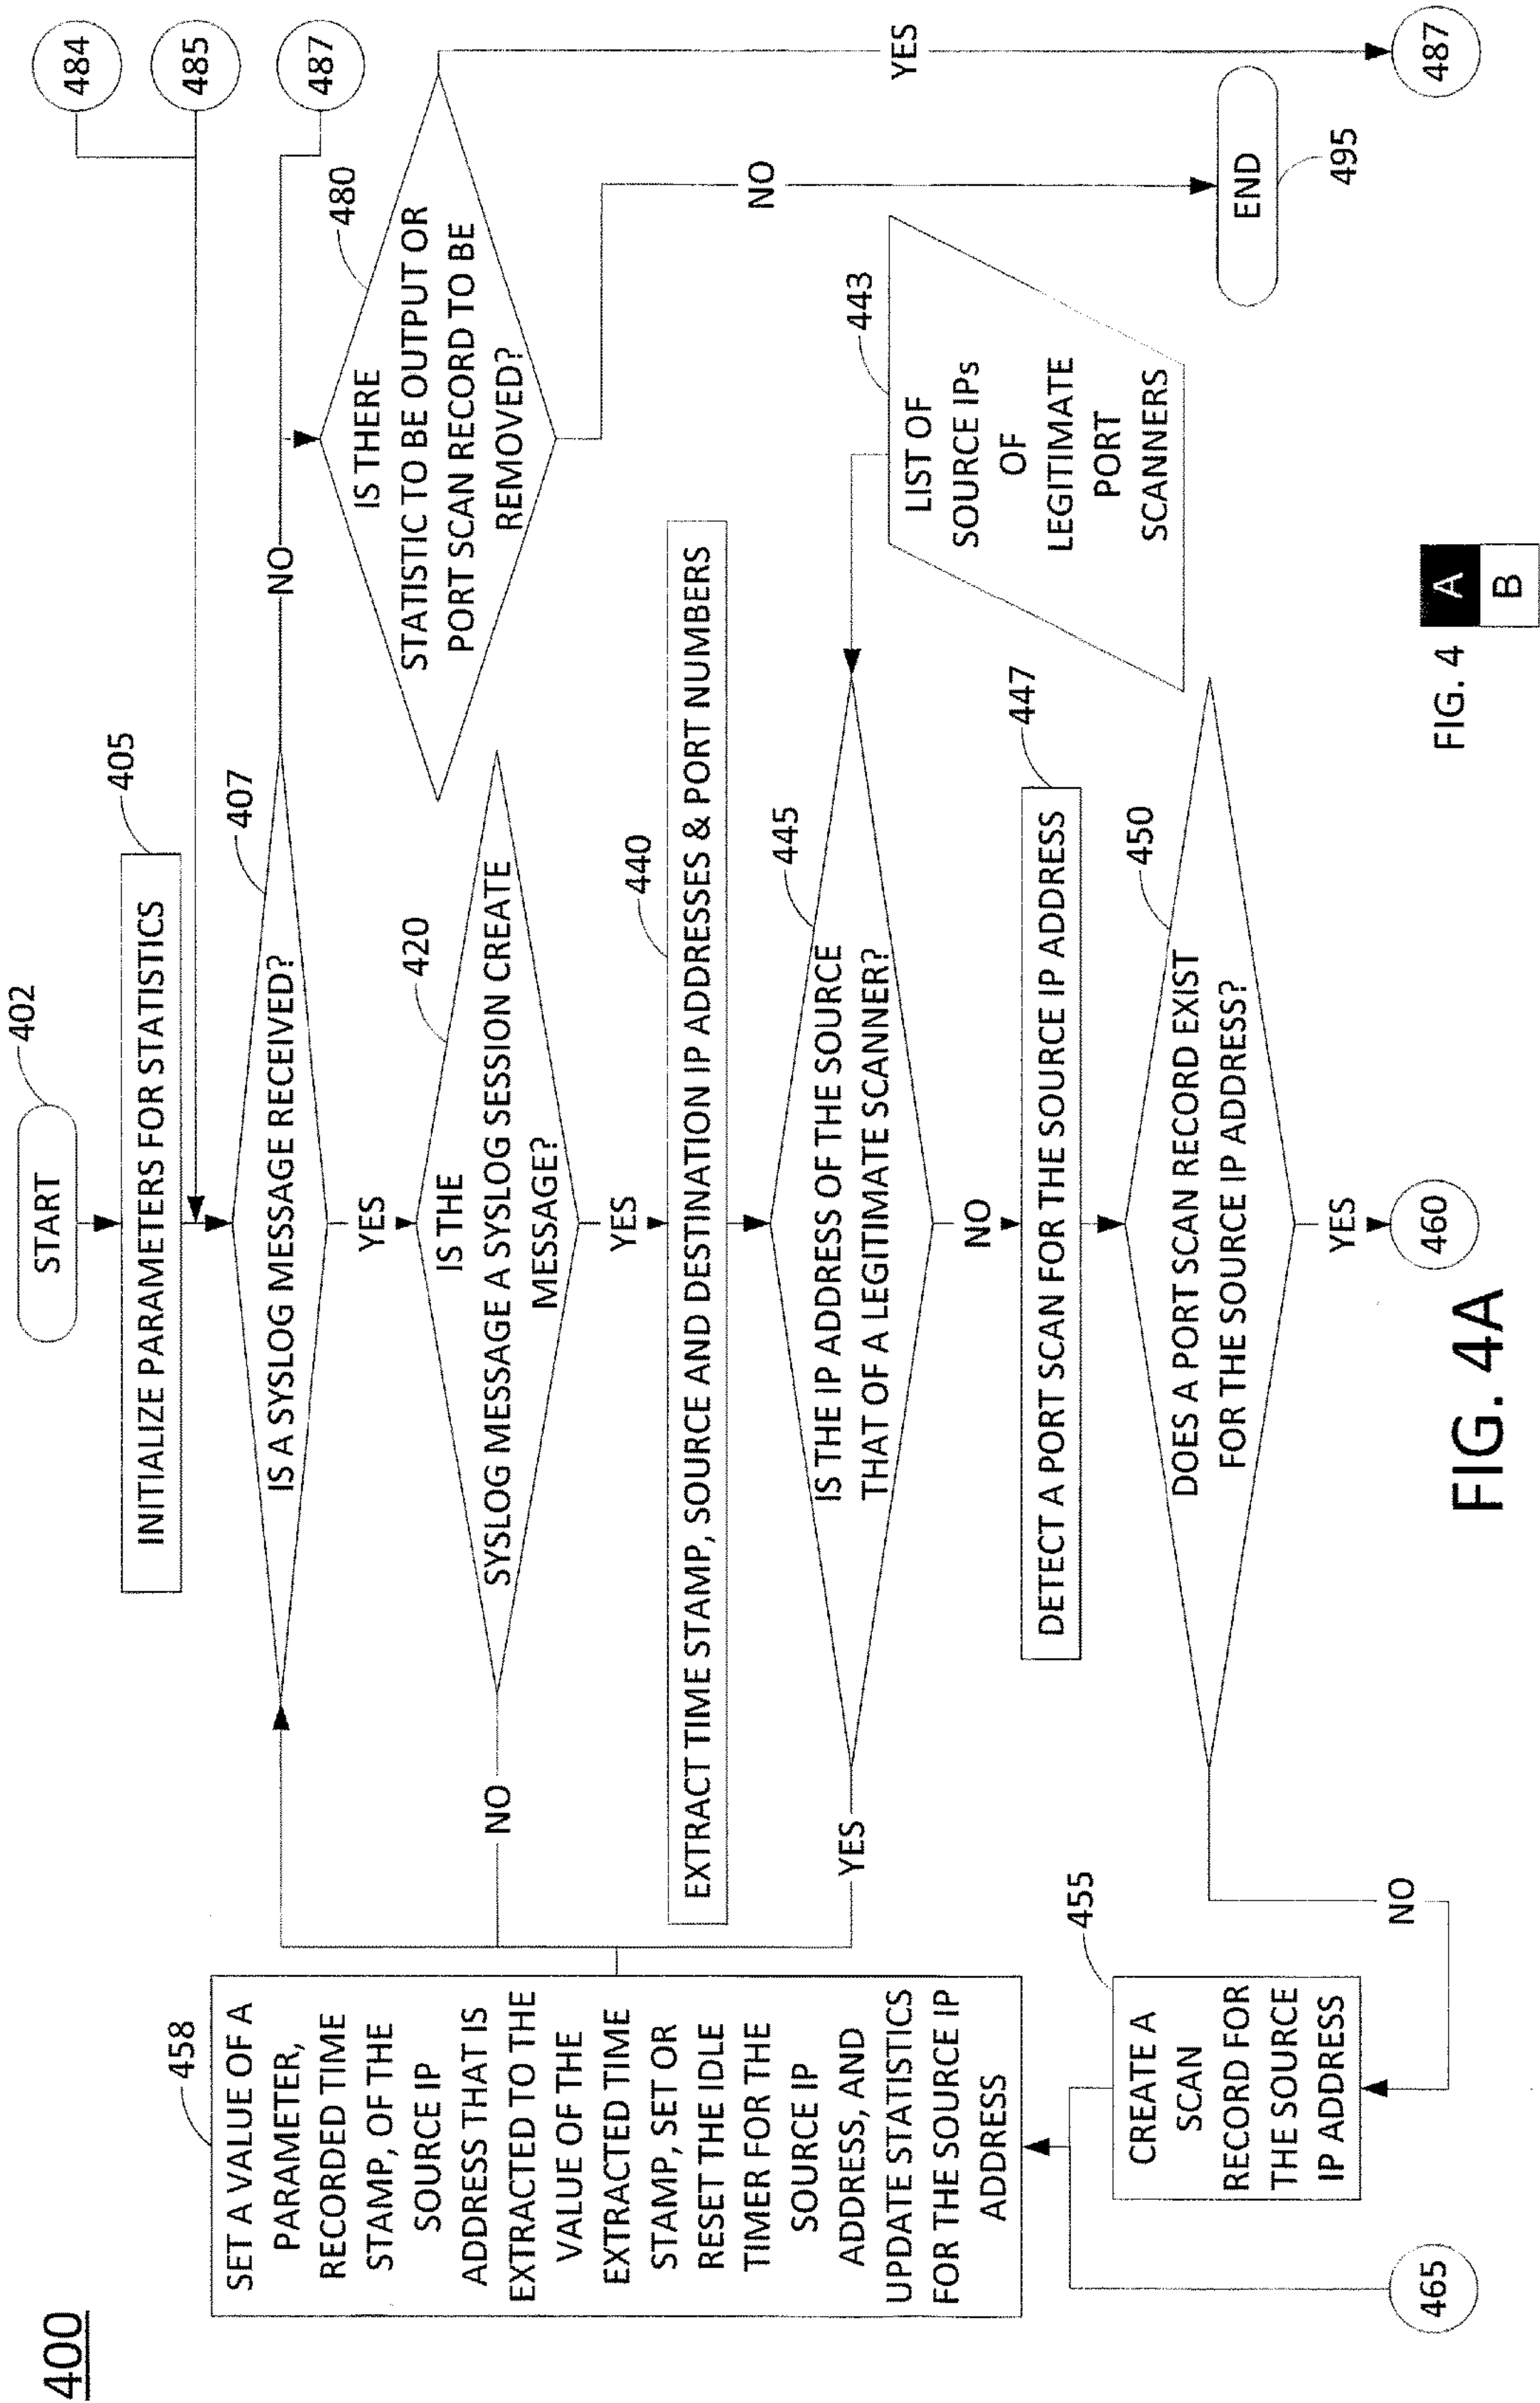 400
START
402
INITIALIZE PARAMETERS FOR STATISTICS
405
484
485
487
IS A SYSLOG MESSAGE RECEIVED?
407
NO
YES
IS THERE
STATISTIC TO BE OUTPUT OR
PORT SCAN RECORD TO BE
REMOVED?
480
YES
487
NO
END
495
IS THE
SYSLOG MESSAGE A SYSLOG SESSION CREATE
MESSAGE?
420
NO
YES
EXTRACT TIME STAMP, SOURCE AND DESTINATION IP ADDRESSES & PORT NUMBERS
440
LIST OF
SOURCE IPs
OF
LEGITIMATE
PORT
SCANNERS
443
IS THE IP ADDRESS OF THE SOURCE
THAT OF A LEGITIMATE SCANNER?
445
YES
NO
DETECT A PORT SCAN FOR THE SOURCE IP ADDRESS
447
DOES A PORT SCAN RECORD EXIST
FOR THE SOURCE IP ADDRESS?
450
NO
YES
460
SET A VALUE OF A
PARAMETER,
RECORDED TIME
STAMP, OF THE
SOURCE IP
ADDRESS THAT IS
EXTRACTED TO THE
VALUE OF THE
EXTRACTED TIME
STAMP, SET OR
RESET THE IDLE
TIMER FOR THE
SOURCE IP
ADDRESS, AND
UPDATE STATISTICS
FOR THE SOURCE IP
ADDRESS
458
CREATE A
SCAN
RECORD FOR
THE SOURCE
IP ADDRESS
455
465
FIG. 4A
FIG. 4
A
B